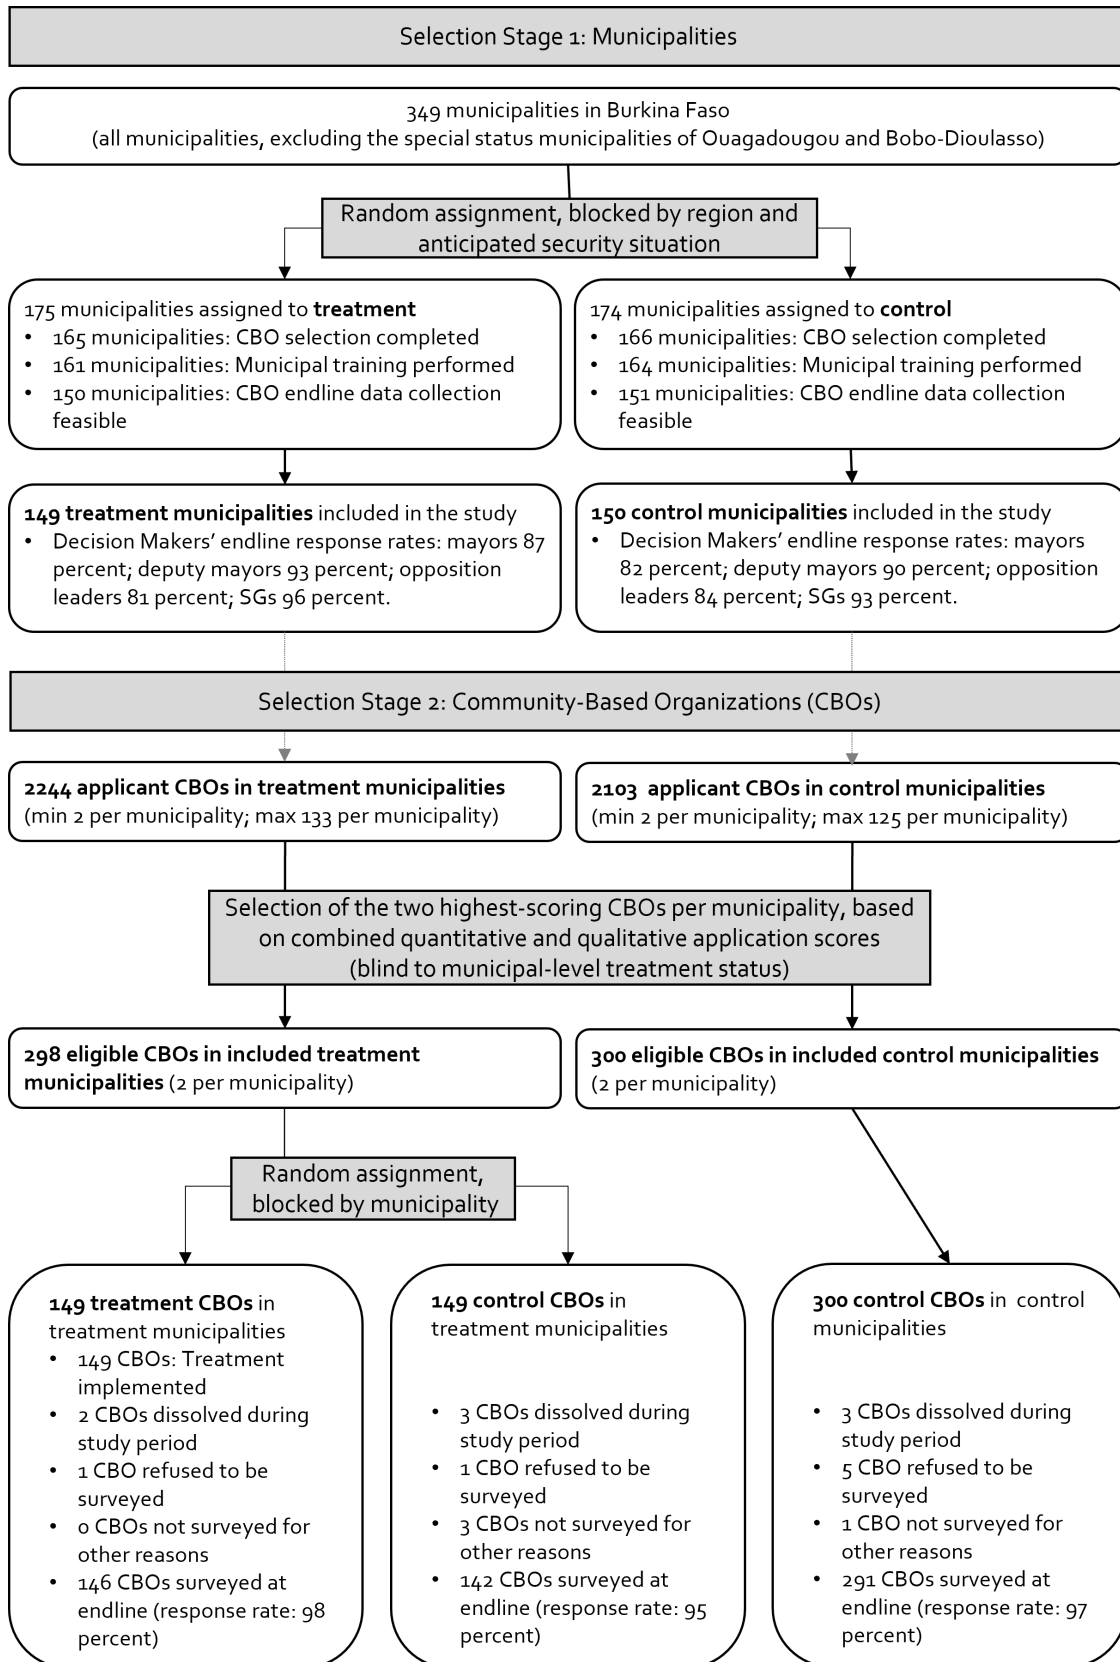 Selection Stage 1: Municipalities
349 municipalities in Burkina Faso
(all municipalities, excluding the special status municipalities of Ouagadougou and Bobo-Dioulasso)
Random assignment, blocked by region and
anticipated security situation
175 municipalities assigned to treatment
• 165 municipalities: CBO selection completed
• 161 municipalities: Municipal training performed
• 150 municipalities: CBO endline data collection
feasible
174 municipalities assigned to control
• 166 municipalities: CBO selection completed
• 164 municipalities: Municipal training performed
• 151 municipalities: CBO endline data collection
feasible
149 treatment municipalities included in the study
• Decision Makers' endline response rates: mayors 87
percent; deputy mayors 93 percent; opposition
leaders 81 percent; SGs 96 percent.
150 control municipalities included in the study
• Decision Makers' endline response rates: mayors
82 percent; deputy mayors 90 percent; opposition
leaders 84 percent; SGs 93 percent.
Selection Stage 2: Community-Based Organizations (CBOs)
2244 applicant CBOs in treatment municipalities
(min 2 per municipality; max 133 per municipality)
2103 applicant CBOs in control municipalities
(min 2 per municipality; max 125 per municipality)
Selection of the two highest-scoring CBOs per municipality, based
on combined quantitative and qualitative application scores
(blind to municipal-level treatment status)
298 eligible CBOs in included treatment
municipalities (2 per municipality)
300 eligible CBOs in included control municipalities
(2 per municipality)
Random assignment,
blocked by municipality
149 treatment CBOs in
treatment municipalities
• 149 CBOs: Treatment
implemented
• 2 CBOs dissolved during
study period
• 1 CBO refused to be
surveyed
• 0 CBOs not surveyed for
other reasons
• 146 CBOs surveyed at
endline (response rate: 98
percent)
149 control CBOs in
treatment municipalities
• 3 CBOs dissolved during
study period
• 1 CBO refused to be
surveyed
• 3 CBOs not surveyed for
other reasons
• 142 CBOs surveyed at
endline (response rate: 95
percent)
300 control CBOs in control
municipalities
• 3 CBOs dissolved during
study period
• 5 CBO refused to be
surveyed
• 1 CBO not surveyed for
other reasons
• 291 CBOs surveyed at
endline (response rate: 97
percent)